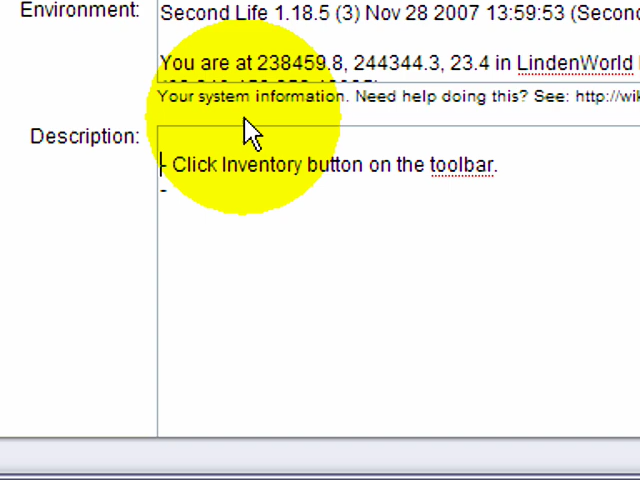 Environment:
Second Life 1.18.5 (3) Nov 28 2007 13:59:53 (Second
You are at 238459.8, 244344.3, 23.4 in LindenWorld
Your system information. Need help doing this? See: http://wik
Description:
- Click Inventory button on the toolbar.
-